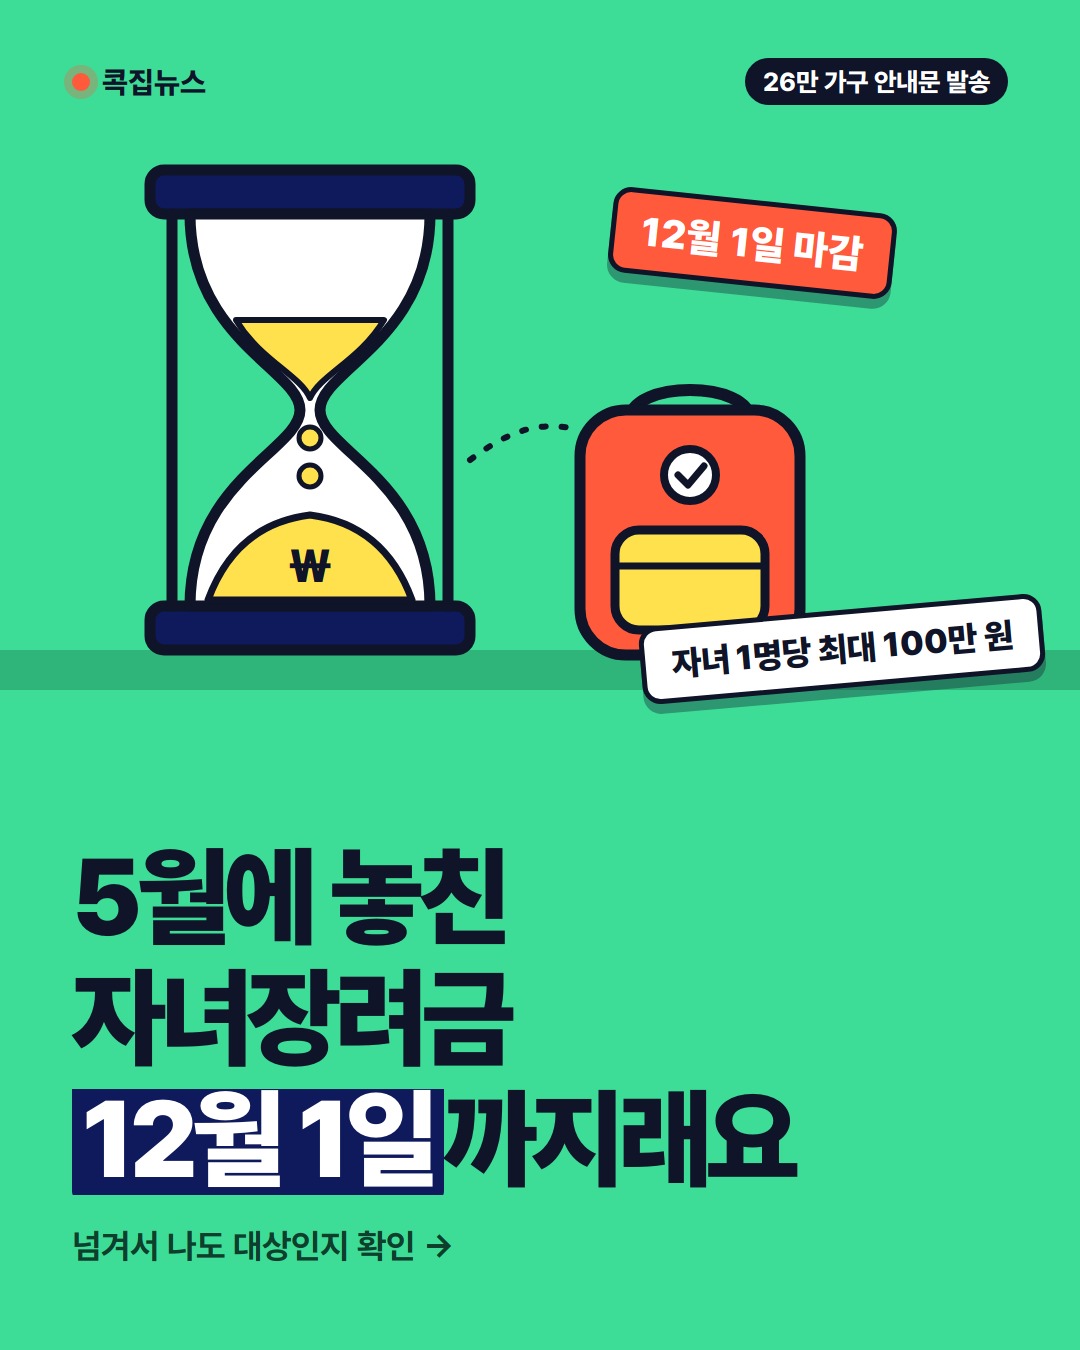 콕집뉴스
26만 가구 안내문 발송
12월 1일 마감
₩
자녀 1명당 최대 100만 원
5월에 놓친
자녀장려금
12월 1일까지래요
넘겨서 나도 대상인지 확인 →